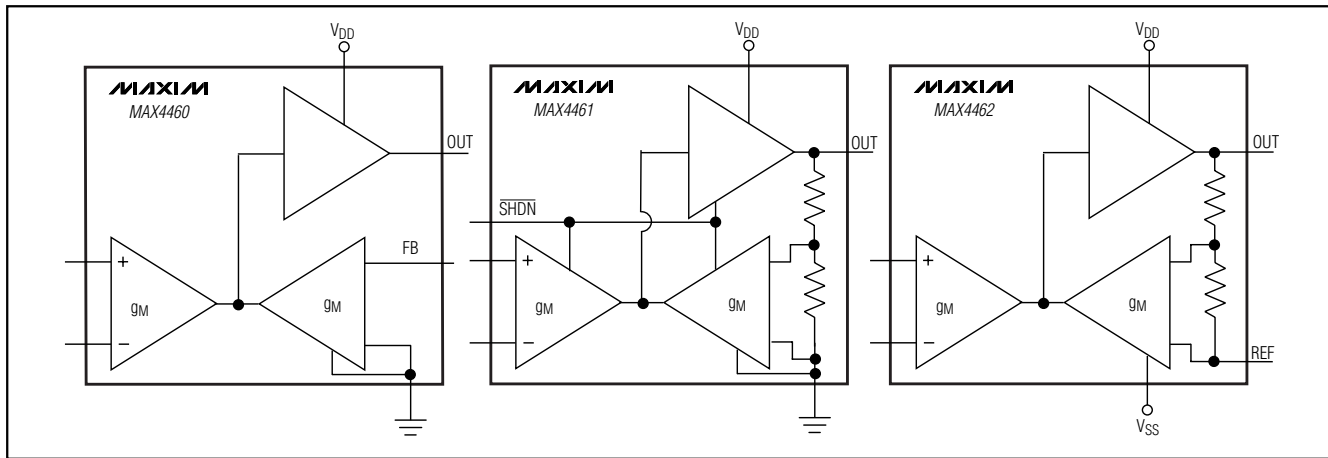 VDD
MAXIM
MAX4460
OUT
FB
+
−
gM
gM
VDD
MAXIM
MAX4461
OUT
SHDN
+
−
gM
gM
VDD
MAXIM
MAX4462
OUT
+
−
gM
gM
REF
VSS